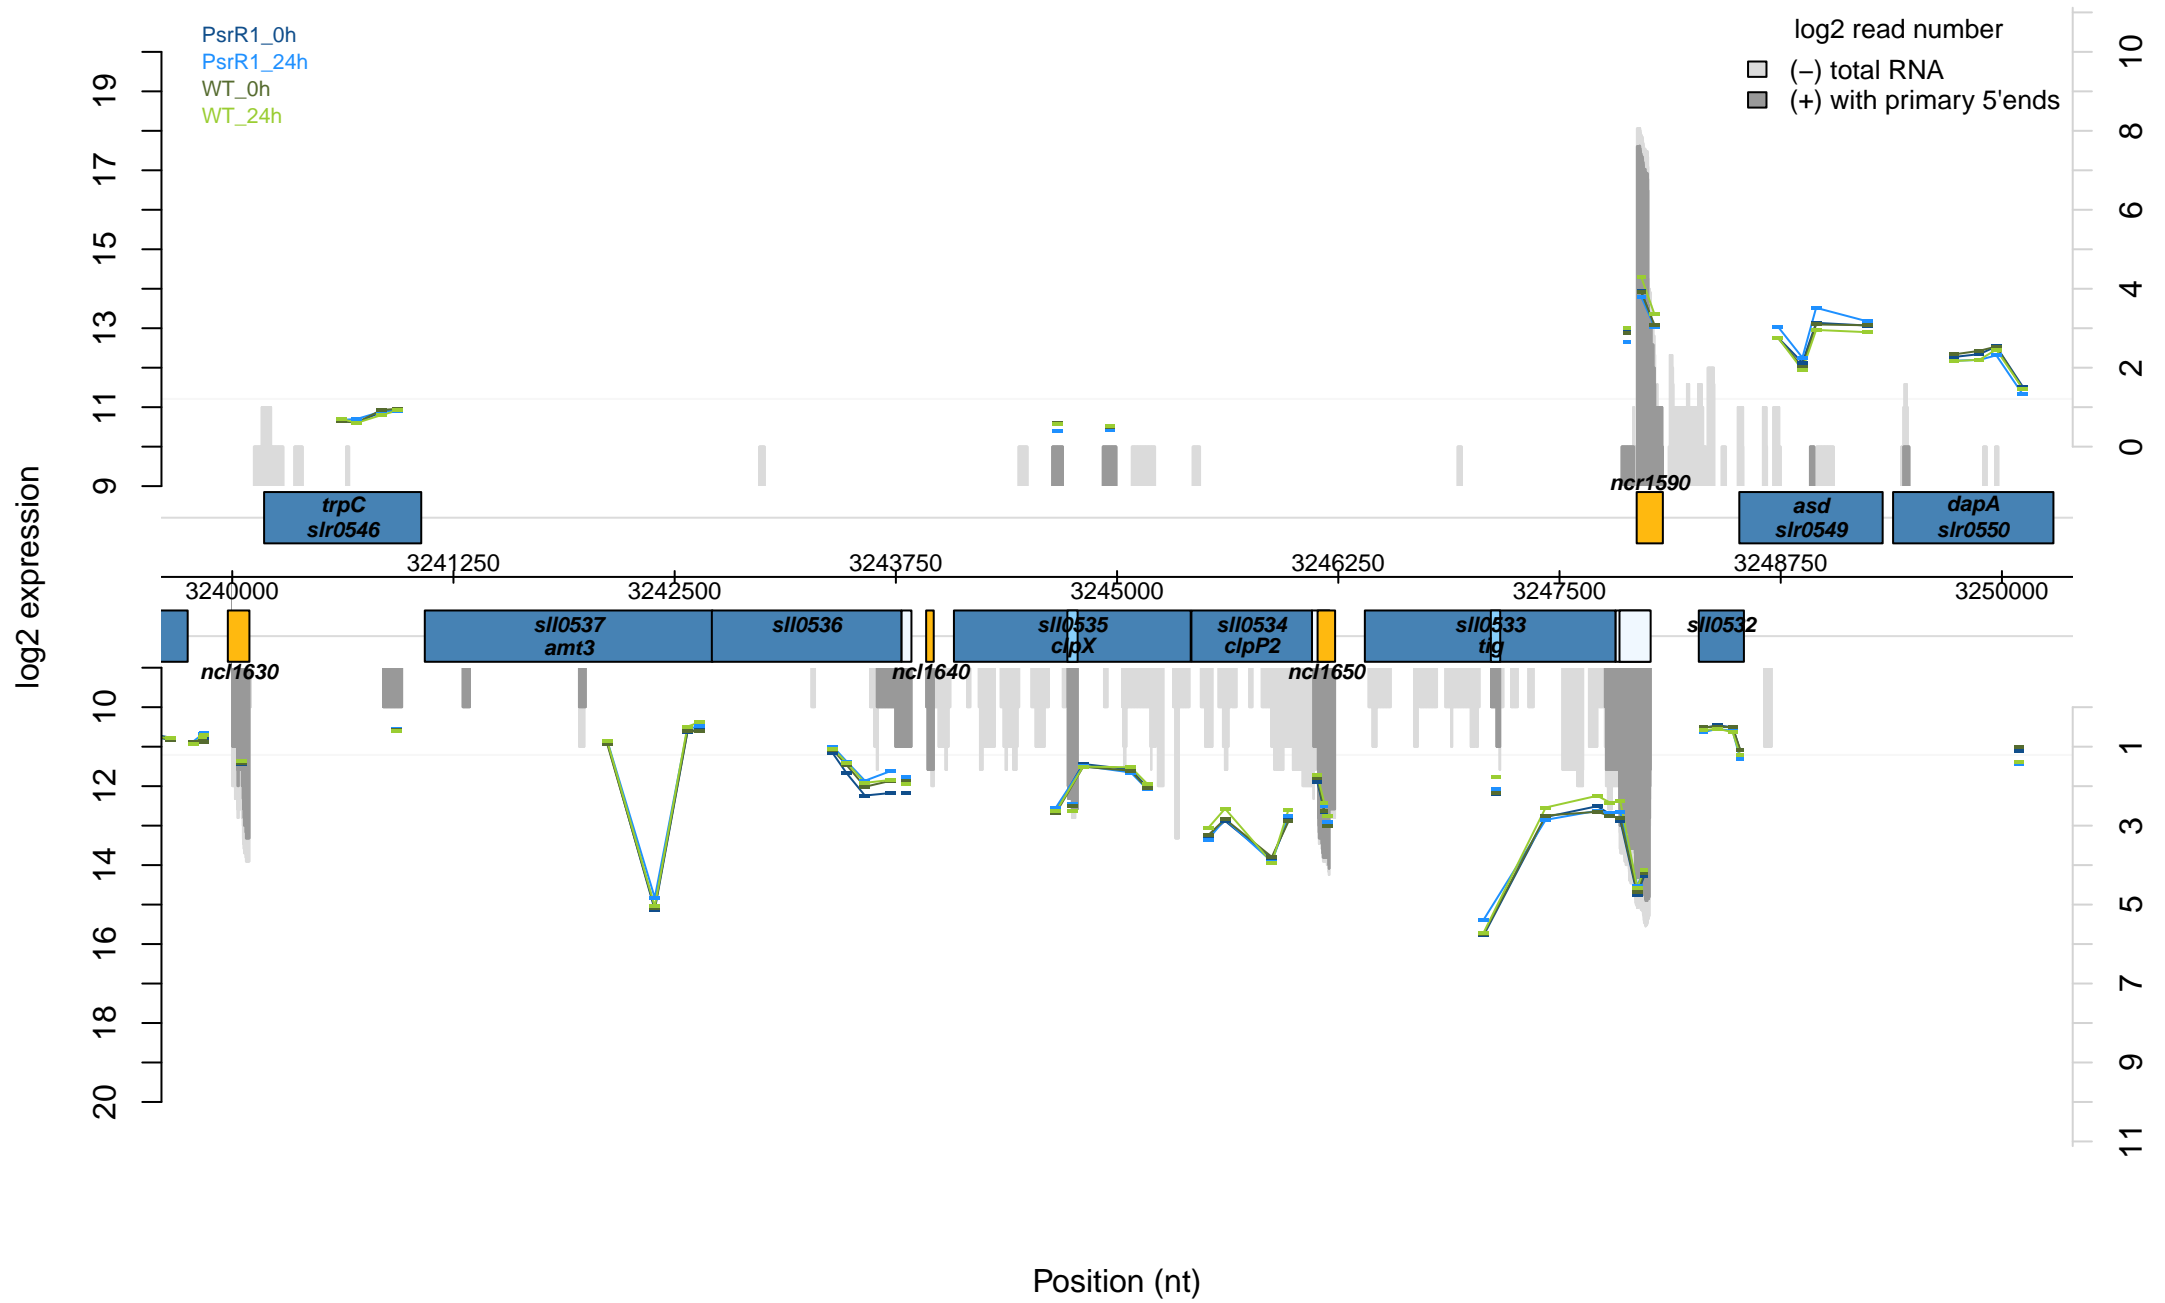 PsrR1_0h
PsrR1_24h
WT_0h
WT_24h
log2 read number
(−) total RNA
(+) with primary 5'ends
19
17
15
13
11
9
10
8
6
4
2
0
log2 expression
ncr1590
trpC
slr0546
asd
slr0549
dapA
slr0550
3241250
3243750
3246250
3248750
3240000
3242500
3245000
3247500
3250000
sll0537
amt3
sll0536
sll0535
clpX
sll0534
clpP2
sll0533
tig
sll0532
ncl1630
ncl1640
ncl1650
10
12
14
16
18
20
1
3
5
7
9
11
Position (nt)